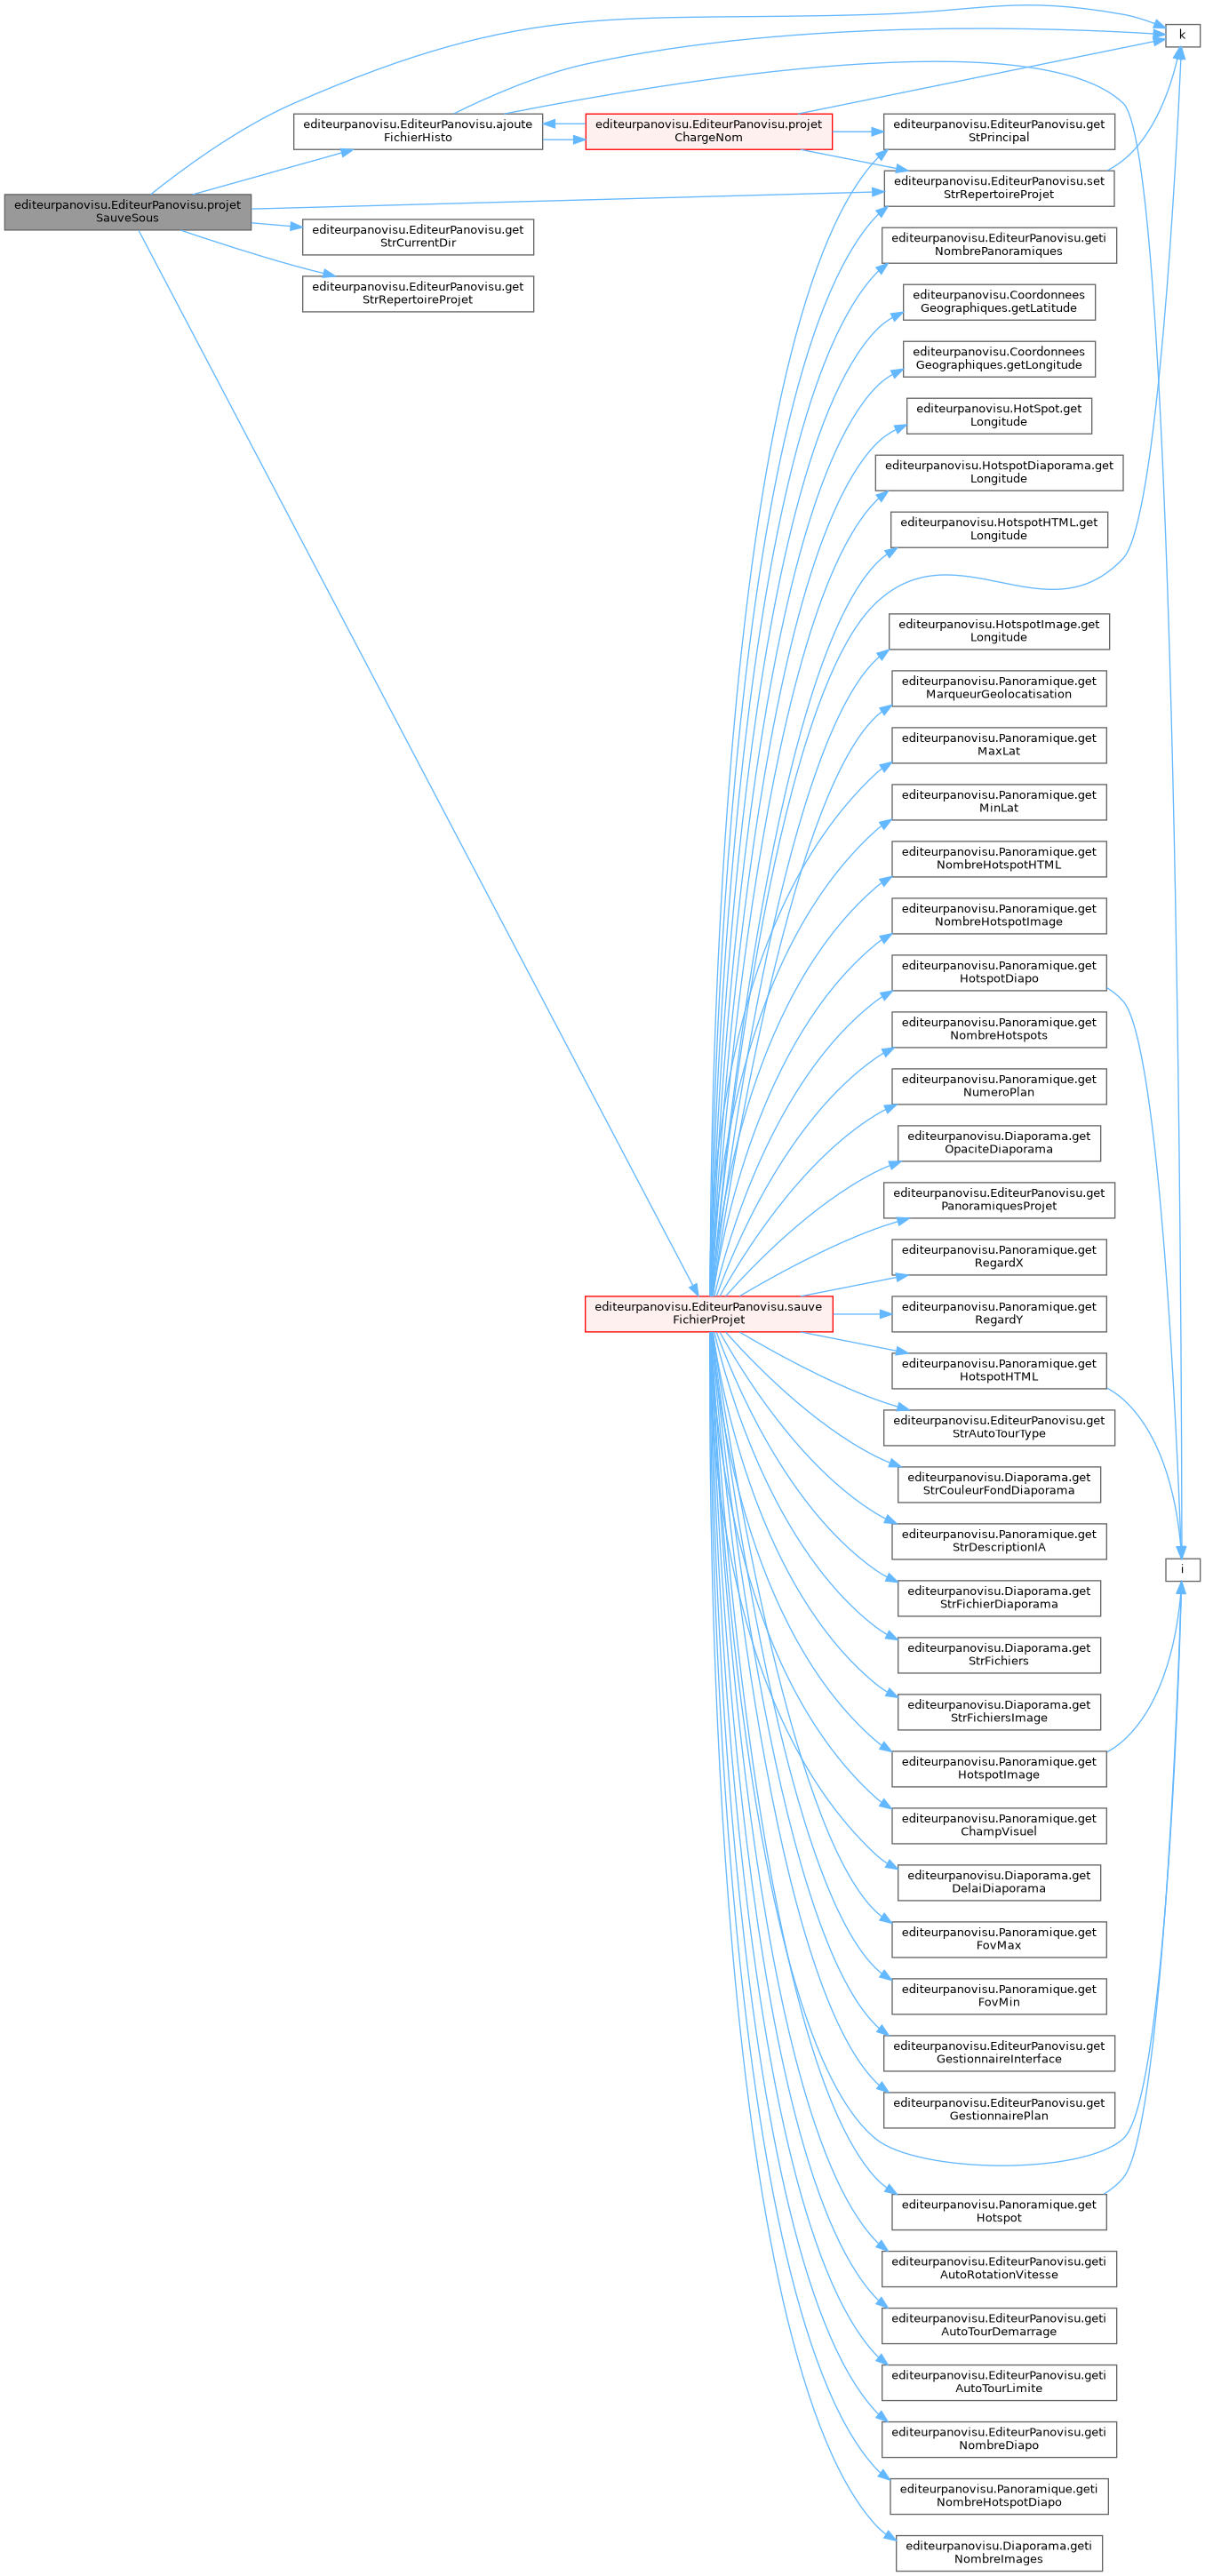 k
editeurpanovisu.EditeurPanovisu.ajoute
FichierHisto
editeurpanovisu.EditeurPanovisu.projet
ChargeNom
editeurpanovisu.EditeurPanovisu.get
StPrincipal
editeurpanovisu.EditeurPanovisu.set
StrRepertoireProjet
editeurpanovisu.EditeurPanovisu.projet
SauveSous
editeurpanovisu.EditeurPanovisu.get
StrCurrentDir
editeurpanovisu.EditeurPanovisu.geti
NombrePanoramiques
editeurpanovisu.EditeurPanovisu.get
StrRepertoireProjet
editeurpanovisu.Coordonnees
Geographiques.getLatitude
editeurpanovisu.Coordonnees
Geographiques.getLongitude
editeurpanovisu.HotSpot.get
Longitude
editeurpanovisu.HotspotDiaporama.get
Longitude
editeurpanovisu.HotspotHTML.get
Longitude
editeurpanovisu.HotspotImage.get
Longitude
editeurpanovisu.Panoramique.get
MarqueurGeolocatisation
editeurpanovisu.Panoramique.get
MaxLat
editeurpanovisu.Panoramique.get
MinLat
editeurpanovisu.Panoramique.get
NombreHotspotHTML
editeurpanovisu.Panoramique.get
NombreHotspotImage
editeurpanovisu.Panoramique.get
HotspotDiapo
editeurpanovisu.Panoramique.get
NombreHotspots
editeurpanovisu.Panoramique.get
NumeroPlan
editeurpanovisu.Diaporama.get
OpaciteDiaporama
editeurpanovisu.EditeurPanovisu.get
PanoramiquesProjet
editeurpanovisu.Panoramique.get
RegardX
editeurpanovisu.EditeurPanovisu.sauve
FichierProjet
editeurpanovisu.Panoramique.get
RegardY
editeurpanovisu.Panoramique.get
HotspotHTML
editeurpanovisu.EditeurPanovisu.get
StrAutoTourType
editeurpanovisu.Diaporama.get
StrCouleurFondDiaporama
editeurpanovisu.Panoramique.get
StrDescriptionIA
i
editeurpanovisu.Diaporama.get
StrFichierDiaporama
editeurpanovisu.Diaporama.get
StrFichiers
editeurpanovisu.Diaporama.get
StrFichiersImage
editeurpanovisu.Panoramique.get
HotspotImage
editeurpanovisu.Panoramique.get
ChampVisuel
editeurpanovisu.Diaporama.get
DelaiDiaporama
editeurpanovisu.Panoramique.get
FovMax
editeurpanovisu.Panoramique.get
FovMin
editeurpanovisu.EditeurPanovisu.get
GestionnaireInterface
editeurpanovisu.EditeurPanovisu.get
GestionnairePlan
editeurpanovisu.Panoramique.get
Hotspot
editeurpanovisu.EditeurPanovisu.geti
AutoRotationVitesse
editeurpanovisu.EditeurPanovisu.geti
AutoTourDemarrage
editeurpanovisu.EditeurPanovisu.geti
AutoTourLimite
editeurpanovisu.EditeurPanovisu.geti
NombreDiapo
editeurpanovisu.Panoramique.geti
NombreHotspotDiapo
editeurpanovisu.Diaporama.geti
NombreImages